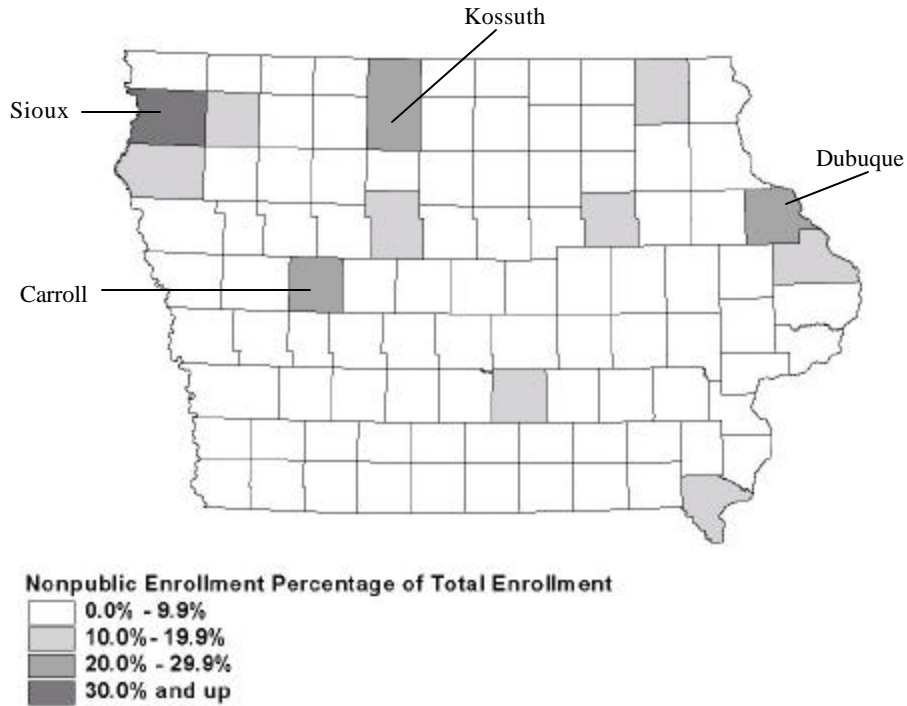 Kossuth
Sioux
Dubuque
Carroll
Nonpublic Enrollment Percentage of Total Enrollment
0.0% - 9.9%
10.0% - 19.9%
20.0% - 29.9%
30.0% and up